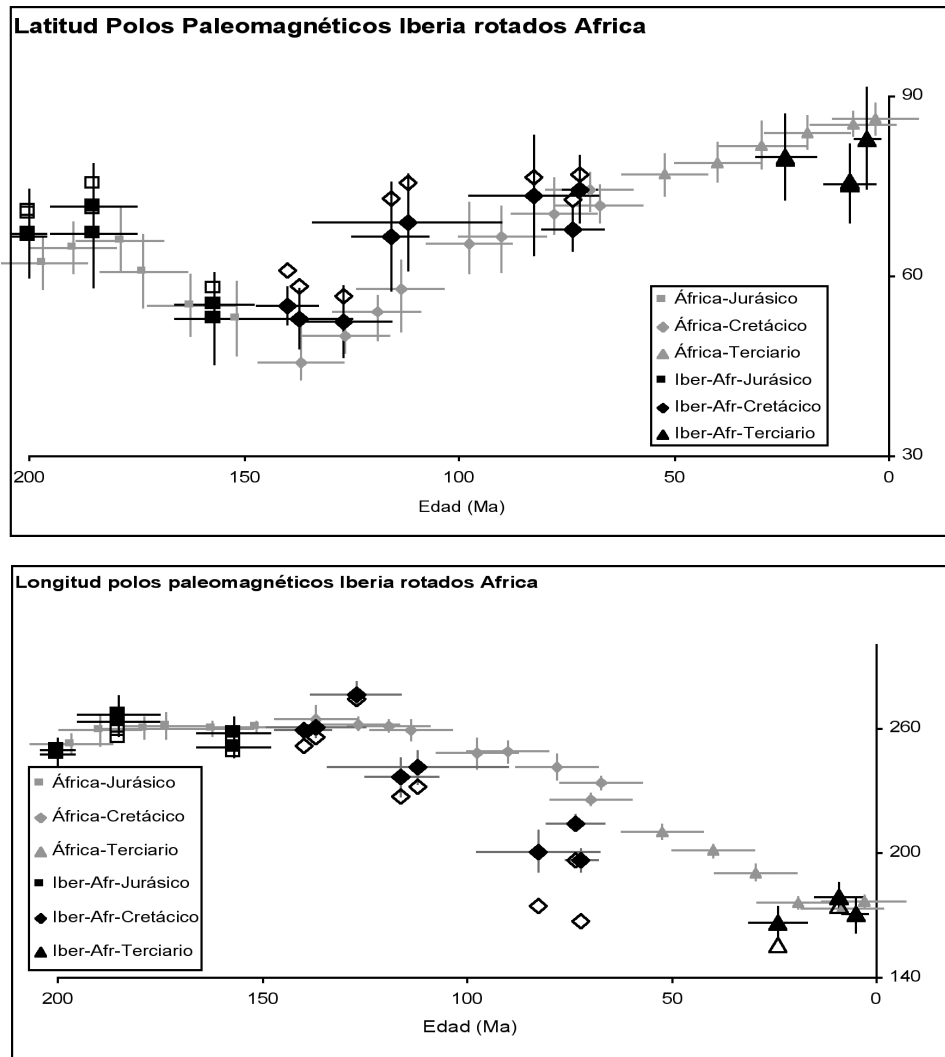 Latitud Polos Paleomagnéticos Iberia rotados Africa
90
60
África-Jurásico
África-Cretácico
África-Terciario
Iber-Afr-Jurásico
Iber-Afr-Cretácico
Iber-Afr-Terciario
30
200
150
100
50
0
Edad (Ma)
Longitud polos paleomagnéticos Iberia rotados Africa
260
África-Jurásico
África-Cretácico
África-Terciario
Iber-Afr-Jurásico
Iber-Afr-Cretácico
Iber-Afr-Terciario
200
140
200
150
100
50
0
Edad (Ma)